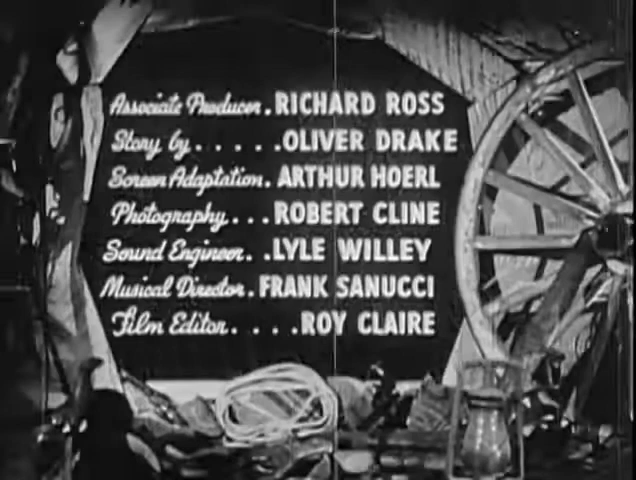 Associate Producer. RICHARD ROSS
Story by.....OLIVER DRAKE
Screen Adaptation. ARTHUR HOERL
Photography...ROBERT CLINE
Sound Engineer..LYLE WILLEY
Musical Director. FRANK SANUCCI
Film Editor....ROY CLAIRE